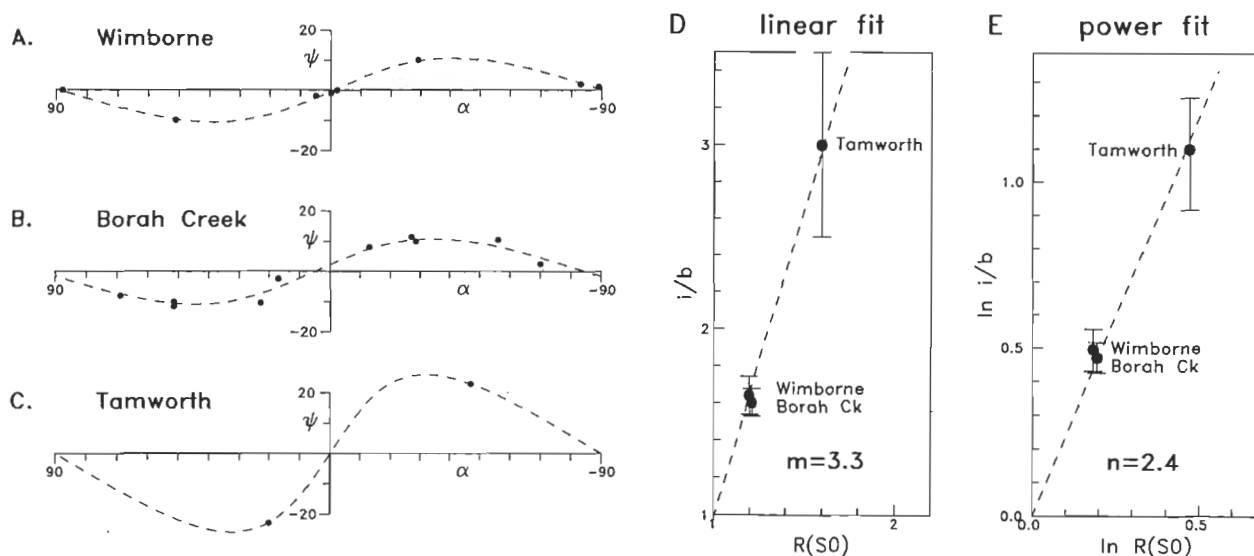 A. Wimborne
20
ψ
90 α -90
-20
B. Borah Creek
20
ψ
90 α -90
-20
C. Tamworth
20
ψ
90 α -90
-20
D linear fit
3
2
1
i/b
Tamworth
Wimborne
Borah Ck
m=3.3
1 2
R(S0)
E power fit
1.0
0.5
0.0
ln i/b
Tamworth
Wimborne
Borah Ck
n=2.4
0.0 0.5
ln R(S0)